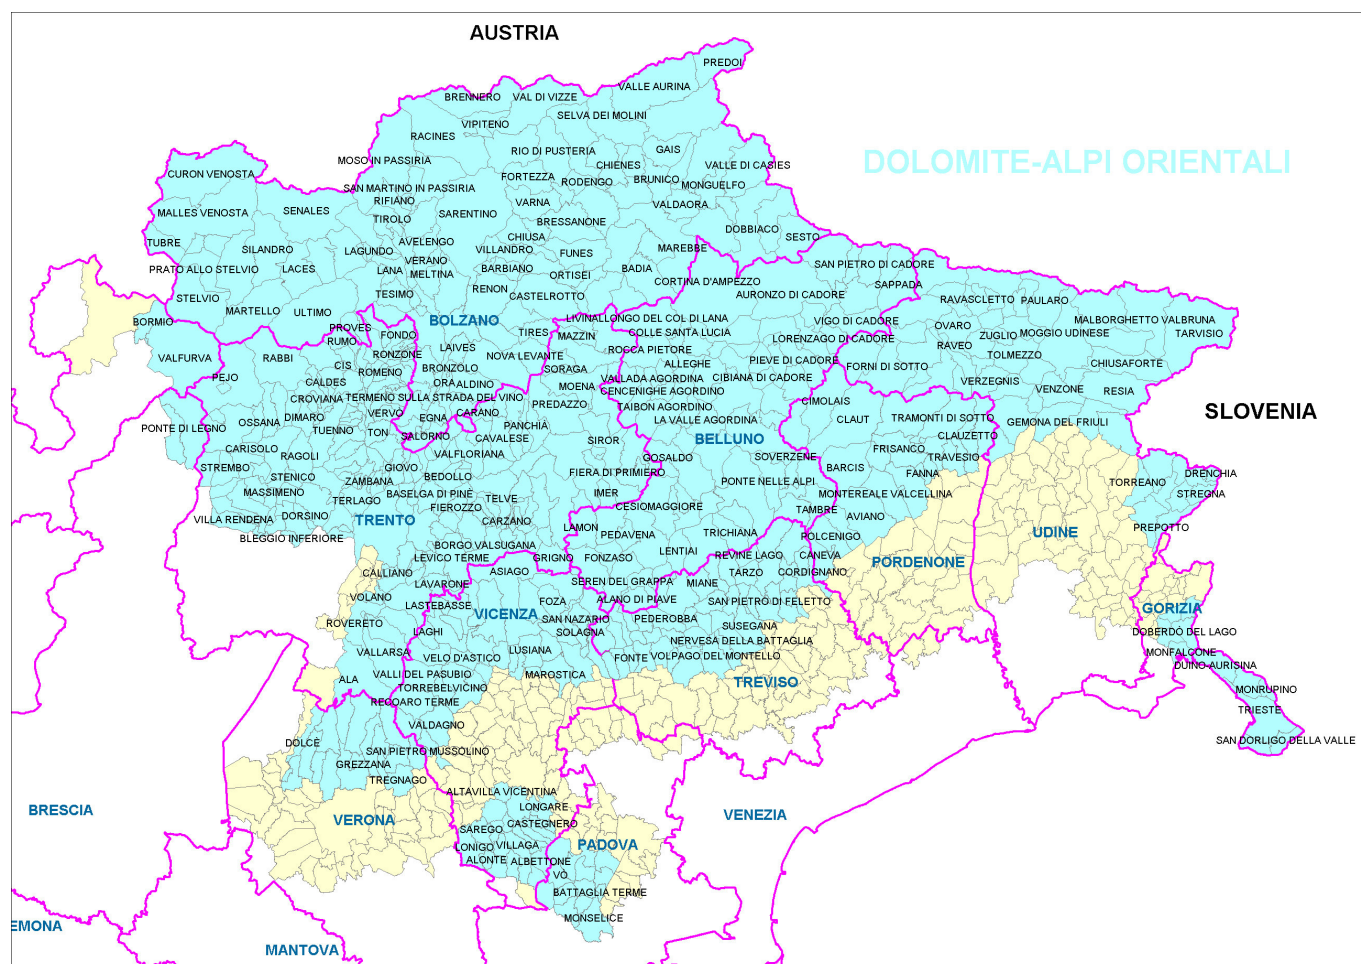 AUSTRIA
PREDOI
VALLE AURINA
BRENNERO
VAL DI VIZZE
SELVA DEI MOLINI
VIPITENO
RACINES
DOLOMITE-ALPI ORIENTALI
RIO DI PUSTERIA
GAIS
MOSO IN PASSIRIA
CHIENES
VALLE DI CASIES
CURON VENOSTA
FORTEZZA
RODENGO
BRUNICO
MONGUELFO
SAN MARTINO IN PASSIRIA
RIFIANO
VARNA
VALDAORA
MALLES VENOSTA
SENALES
TIROLO
SARENTINO
BRESSANONE
DOBBIACO
SESTO
TUBRE
SILANDRO
LAGUNDO
AVELENGO
CHIUSA
VILLANDRO
FUNES
MAREBBE
VERANO
PRATO ALLO STELVIO
LACES
LANA
MELTINA
BARBIANO
ORTISEI
BADIA
SAN PIETRO DI CADORE
CORTINA D'AMPEZZO
SAPPADA
STELVIO
TESIMO
RENON
CASTELROTTO
AURONZO DI CADORE
RAVASCLETTO
PAULARO
MARTELLO
ULTIMO
BOLZANO
LIVINALLONGO DEL COL DI LANA
VIGO DI CADORE
MALBORGHETTO VALBRUNA
BORMIO
PROVES
FONDO
TIRES
MAZZIN
COLLE SANTA LUCIA
OVARO
ZUGLIO
MOGGIO UDINESE
TARVISIO
RUMO
LORENZAGO DI CADORE
RAVEO
VALFURVA
RABBI
RONZONE
LAIVES
NOVA LEVANTE
ROCCA PIETORE
PIEVE DI CADORE
TOLMEZZO
CIS
ROMENO
BRONZOLO
SORAGA
ALLEGHE
FORNI DI SOTTO
CHIUSAFORTE
PEJO
CALDES
ORA
ALDINO
MOENA
VALLADA AGORDINA
CIBIANA DI CADORE
VERZEGNIS
VENZONE
RESIA
CROVIANA
TERMENO SULLA STRADA DEL VINO
PREDAZZO
CENCENIGHE AGORDINO
CIMOLAIS
DIMARO
VERVÒ
EGNA
CARANO
TAIBON AGORDINO
SLOVENIA
OSSANA
PANCHIÀ
LA VALLE AGORDINA
CLAUT
TRAMONTI DI SOTTO
GEMONA DEL FRIULI
PONTE DI LEGNO
TUENNO
TON
SALORNO
CAVALESE
SIROR
BELLUNO
CLAUZETTO
CARISOLO
RAGOLI
VALFLORIANA
GOSALDO
SOVERZENE
FRISANCO
TRAVESIO
STREMBO
GIOVO
FIERA DI PRIMIERO
BARCIS
FANNA
DRENCHIA
STENICO
ZAMBANA
BEDOLLO
PONTE NELLE ALPI
TORREANO
MASSIMENO
TERLAGO
BASELGA DI PINÈ
TELVE
IMER
MONTEREALE VALCELLINA
STREGNA
FIEROZZO
CESIOMAGGIORE
TAMBRE
VILLA RENDENA
DORSINO
TRENTO
CARZANO
LAMON
AVIANO
PREPOTTO
BLEGGIO INFERIORE
PEDAVENA
TRICHIANA
POLCENIGO
UDINE
BORGO VALSUGANA
LEVICO TERME
GRIGNO
FONZASO
LENTIAI
REVINE LAGO
CANEVA
PORDENONE
CALLIANO
ASIAGO
SEREN DEL GRAPPA
MIANE
TARZO
CORDIGNANO
LAVARONE
VOLANO
LASTEBASSE
VICENZA
FOZA
ALANO DI PIAVE
SAN PIETRO DI FELETTO
GORIZIA
ROVERETO
SAN NAZARIO
PEDEROBBA
SUSEGANA
LAGHI
SOLAGNA
NERVESA DELLA BATTAGLIA
DOBERDÒ DEL LAGO
VALLARSA
VELO D'ASTICO
LUSIANA
FONTE
VOLPAGO DEL MONTELLO
MONFALCONE
DUINO-AURISINA
ALA
VALLI DEL PASUBIO
MAROSTICA
TREVISO
TORREBELVICINO
MONRUPINO
RECOARO TERME
TRIESTE
VALDAGNO
DOLCÈ
SAN PIETRO MUSSOLINO
SAN DORLIGO DELLA VALLE
GREZZANA
TREGNAGO
ALTAVILLA VICENTINA
BRESCIA
LONGARE
VENEZIA
VERONA
SAREGO
CASTEGNERO
LONIGO
VILLAGA
PADOVA
ALONTE
ALBETTONE
VÒ
BATTAGLIA TERME
MONSELICE
EMONA
MANTOVA